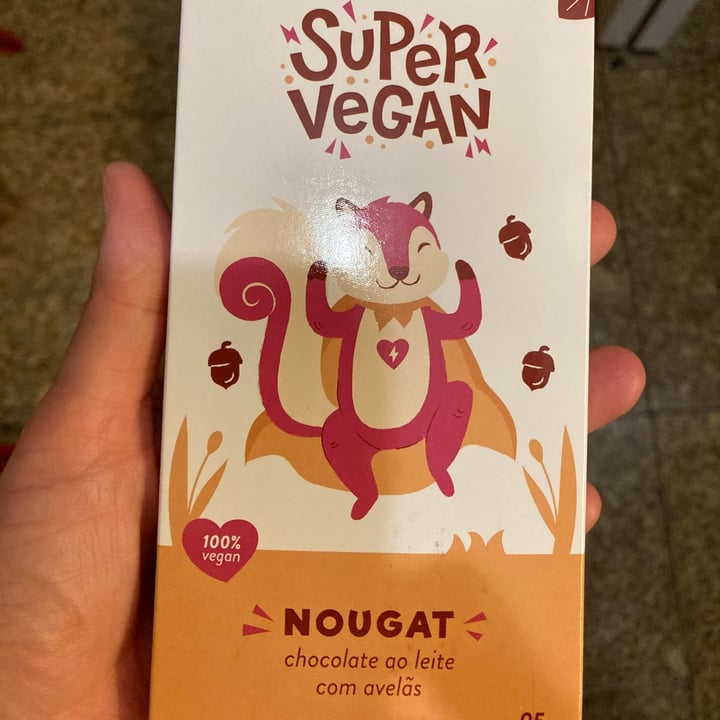 SUPER
VEGAN
100%
vegan
NOUGAT
chocolate ao leite
com avelãs